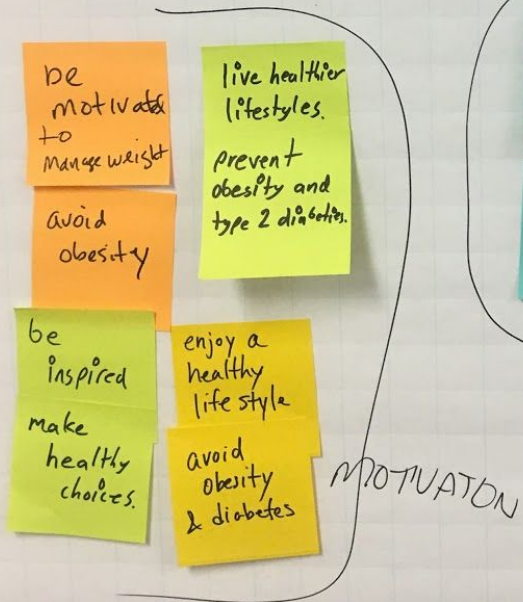 be
motivated
to
manage weight
avoid
obesity
live healthier
lifestyles.
prevent
obesity and
type 2 diabeties.
be
inspired
make
healthy
choices.
enjoy a
healthy
life style
avoid
obesity
& diabetes
MOTIVATON